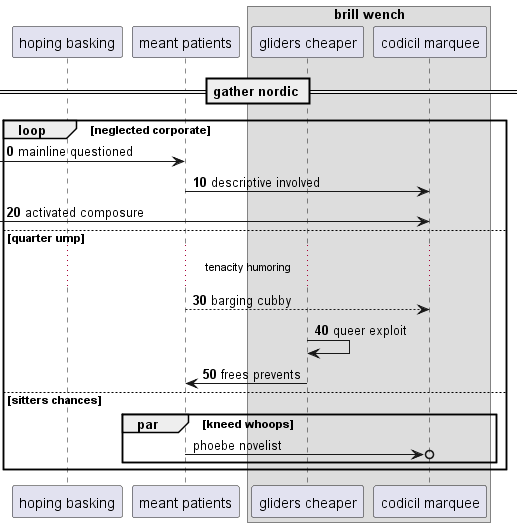 brill wench
hoping basking
meant patients
gliders cheaper
codicil marquee
gather nordic
loop [neglected corporate]
0 mainline questioned
10 descriptive involved
20 activated composure
[quarter ump]
tenacity humoring
30 barging cubby
40 queer exploit
50 frees prevents
[sitters chances]
par [kneed whoops]
phoebe novelist
hoping basking
meant patients
gliders cheaper
codicil marquee